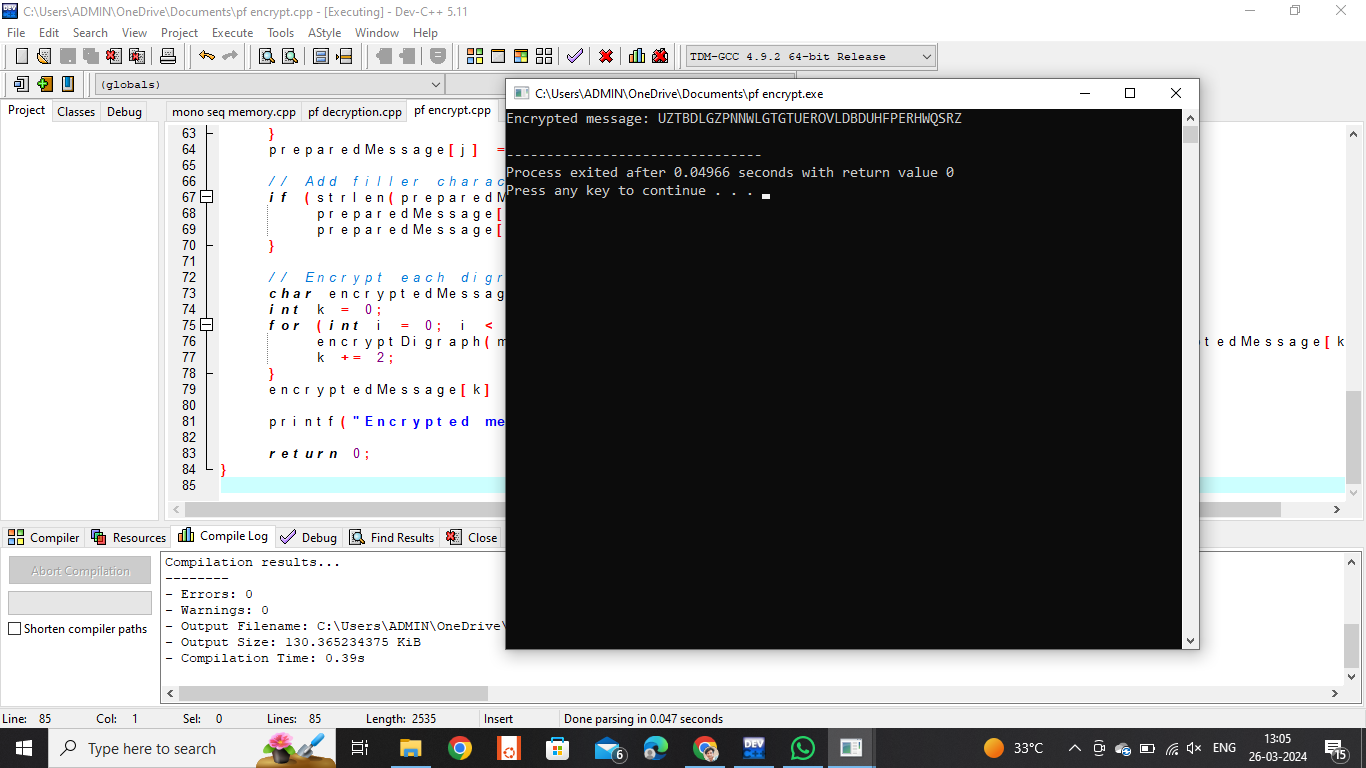 C:\Users\ADMIN\OneDrive\Documents\pf encrypt.cpp - [Executing] - Dev-C++ 5.11
File Edit Search View Project Execute Tools AStyle Window Help
TDM-GCC 4.9.2 64-bit Release
(globals)
Project Classes Debug
mono seq memory.cpp pf decryption.cpp pf encrypt.cpp
63 }
64 preparedMessage[j] =
65
66 // Add filler charac
67 if (strlen(preparedM
68 preparedMessage[
69 preparedMessage[
70 }
71
72 // Encrypt each digr
73 char encryptedMessag
74 int k = 0;
75 for (int i = 0; i <
76 encryptDigraph(m tedMessage[k
77 k += 2;
78 }
79 encryptedMessage[k]
80
81 printf("Encrypted me
82
83 return 0;
84 }
85
C:\Users\ADMIN\OneDrive\Documents\pf encrypt.exe
Encrypted message: UZTBDLGZPNNWLGTGTUEROVLDBDUHFPERHWQSRZ
--------------------------------
Process exited after 0.04966 seconds with return value 0
Press any key to continue . . .
Compiler Resources Compile Log Debug Find Results Close
Abort Compilation
Shorten compiler paths
Compilation results...
--------
- Errors: 0
- Warnings: 0
- Output Filename: C:\Users\ADMIN\OneDrive\
- Output Size: 130.365234375 KiB
- Compilation Time: 0.39s
Line: 85 Col: 1 Sel: 0 Lines: 85 Length: 2535 Insert Done parsing in 0.047 seconds
Type here to search
6
DEV
33°C
ENG
13:05
26-03-2024
15